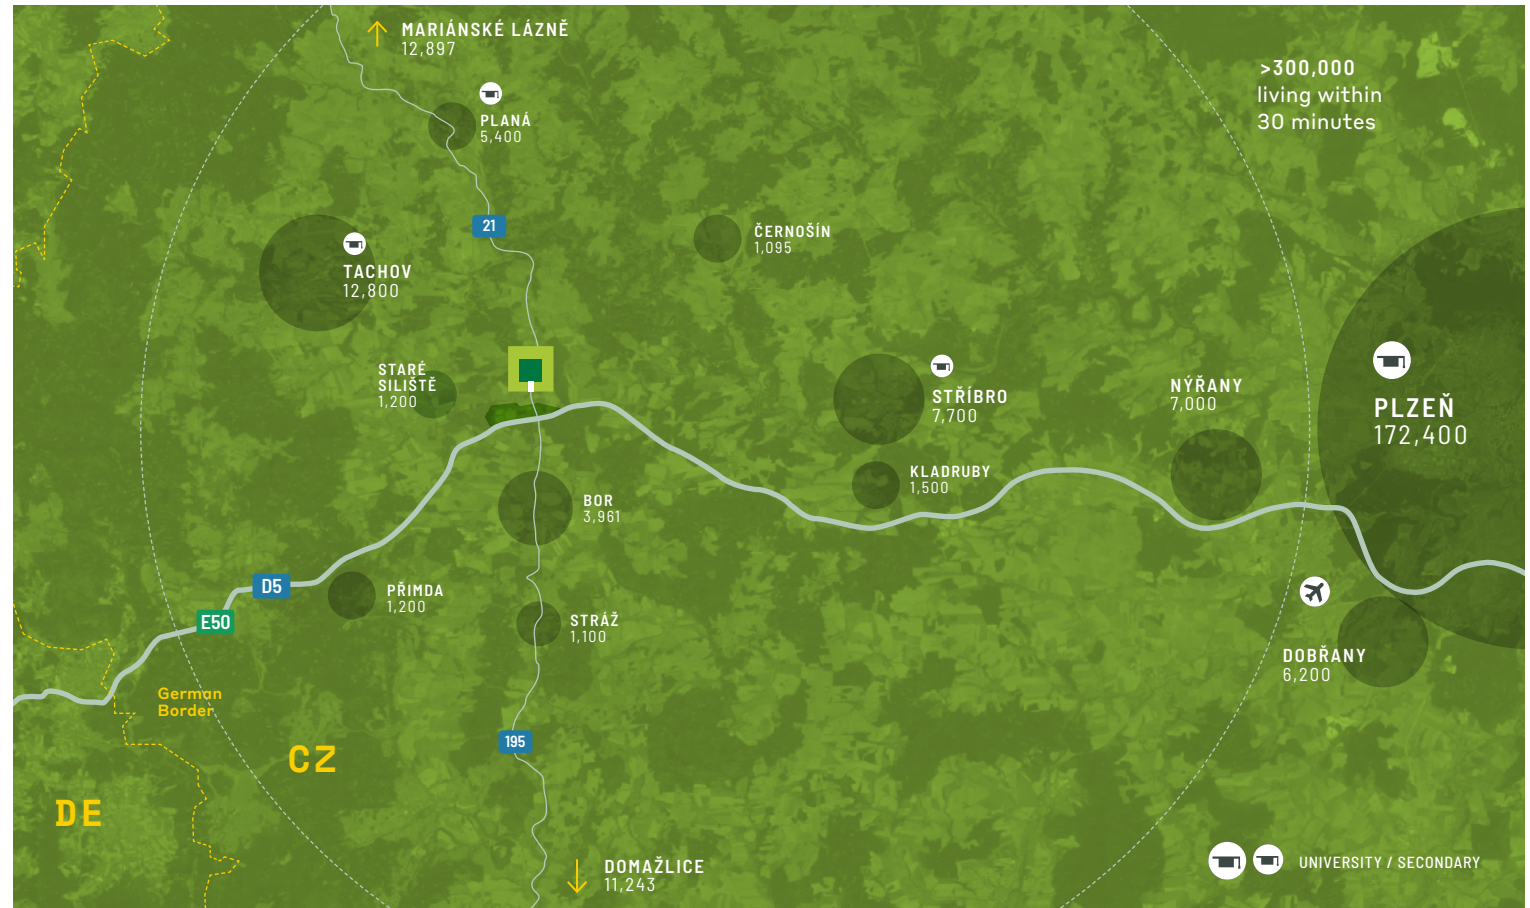 MARIÁNSKÉ LÁZNĚ
12,897
>300,000
living within
30 minutes
PLANÁ
5,400
21
ČERNOŠÍN
1,095
TACHOV
12,800
STARÉ
SILIŠTĚ
1,200
STŘÍBRO
7,700
NÝŘANY
7,000
PLZEŇ
172,400
KLADRUBY
1,500
BOR
3,961
D5
PŘIMDA
1,200
E50
STRÁŽ
1,100
DOBŘANY
6,200
German
Border
195
CZ
DE
DOMAŽLICE
11,243
UNIVERSITY / SECONDARY